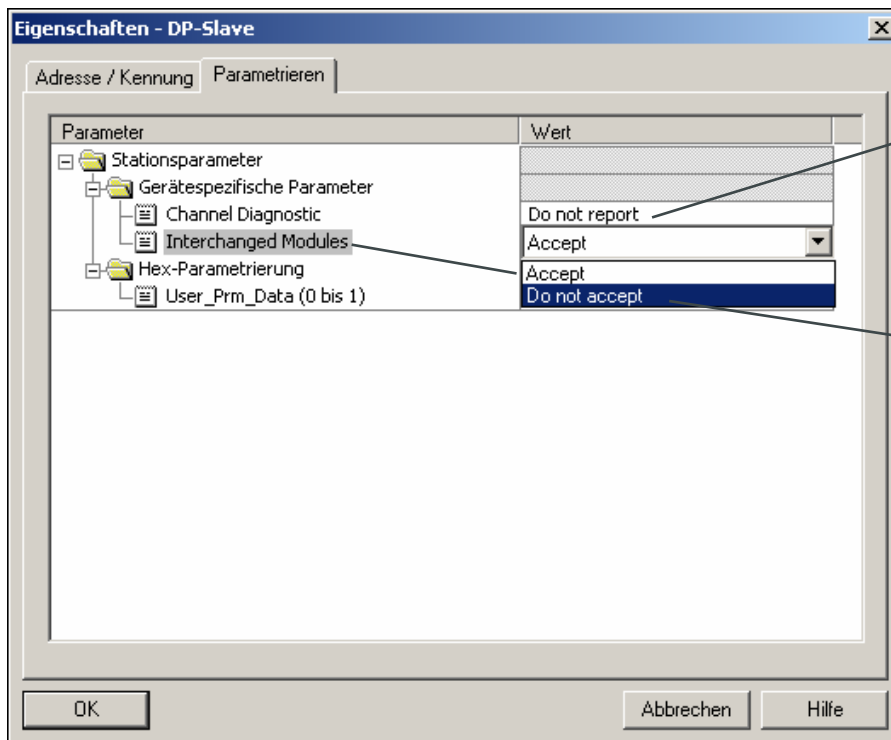 Eigenschaften - DP-Slave
Adresse / Kennung Parametrieren
Parameter Wert
Stationsparameter
Gerätespezifische Parameter
Channel Diagnostic Do not report
Interchanged Modules Accept
Hex-Parametrierung Accept
User_Prm_Data (0 bis 1) Do not accept
OK Abbrechen Hilfe